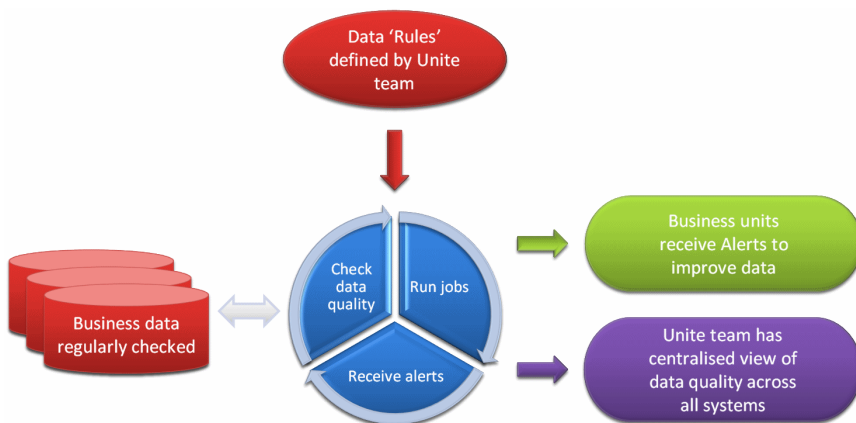 Data ‘Rules’
defined by Unite
team
Check
data
quality
Run jobs
Receive alerts
Business data
regularly checked
Business units
receive Alerts to
improve data
Unite team has
centralised view of
data quality across
all systems